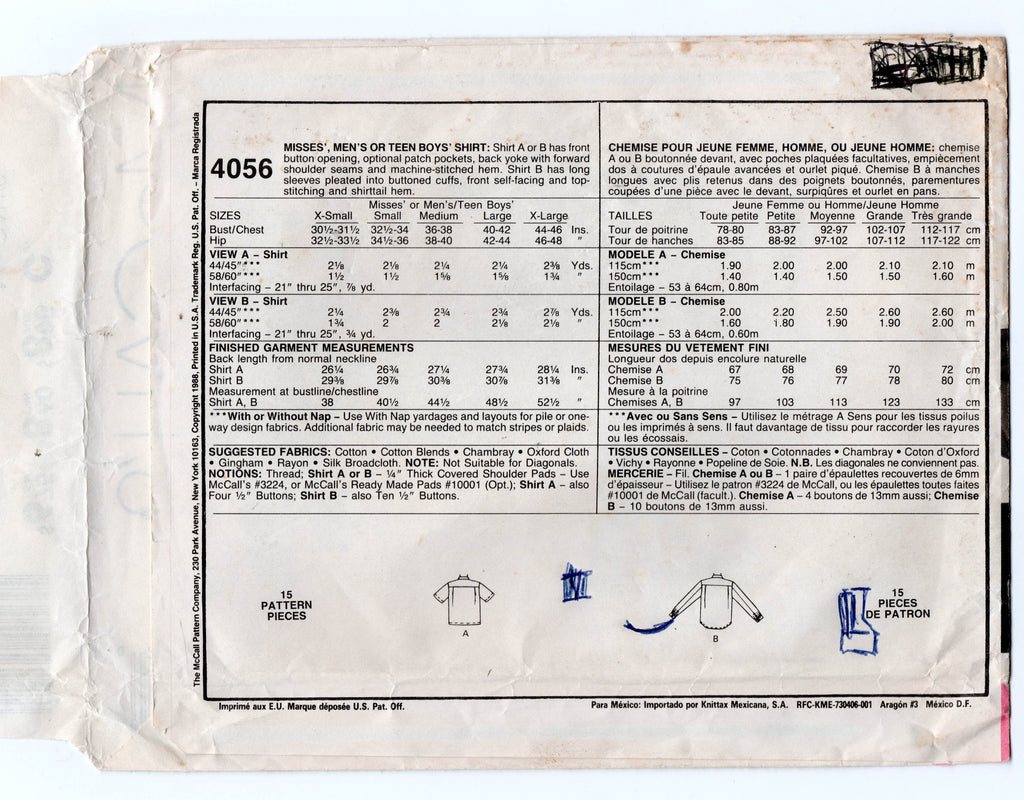 4056
MISSES', MEN'S OR TEEN BOYS' SHIRT: Shirt A or B has front
button opening, optional patch pockets, back yoke with forward
shoulder seams and machine-stitched hem. Shirt B has long
sleeves pleated into buttoned cuffs, front self-facing and top-
stitching and shirttail hem.
Misses' or Men's/Teen Boys'
SIZES X-Small Small Medium Large X-Large
Bust/Chest 30½-31½ 32½-34 36-38 40-42 44-46 Ins.
Hip 32½-33½ 34½-36 38-40 42-44 46-48 "
VIEW A - Shirt
44/45"*** 2⅛ 2⅛ 2¼ 2¼ 2⅜ Yds.
58/60"*** 1½ 1½ 1⅝ 1⅝ 1¾ "
Interfacing - 21" thru 25", ⅞ yd.
VIEW B - Shirt
44/45"*** 2¼ 2⅜ 2¾ 2¾ 2⅞ Yds.
58/60"*** 1¾ 2 2 2⅛ 2⅛ "
Interfacing - 21" thru 25", ¾ yd.
FINISHED GARMENT MEASUREMENTS
Back length from normal neckline
Shirt A 26¼ 26¾ 27¼ 27¾ 28¼ Ins.
Shirt B 29⅜ 29⅞ 30⅜ 30⅞ 31⅜ "
Measurement at bustline/chestline
Shirt A, B 38 40½ 44½ 48½ 52½ "
***With or Without Nap - Use With Nap yardages and layouts for pile or one-
way design fabrics. Additional fabric may be needed to match stripes or plaids.
SUGGESTED FABRICS: Cotton • Cotton Blends • Chambray • Oxford Cloth
• Gingham • Rayon • Silk Broadcloth. NOTE: Not Suitable for Diagonals.
NOTIONS: Thread; Shirt A or B - ¼" Thick Covered Shoulder Pads - Use
McCall's #3224, or McCall's Ready Made Pads #10001 (Opt.); Shirt A - also
Four ½" Buttons; Shirt B - also Ten ½" Buttons.
CHEMISE POUR JEUNE FEMME, HOMME, OU JEUNE HOMME: chemise
A ou B boutonnée devant, avec poches plaquées facultatives, empiècement
dos à coutures d'épaule avancées et ourlet piqué. Chemise B à manches
longues avec plis retenus dans des poignets boutonnés, parementures
coupées d'une pièce avec le devant, surpiqûres et ourlet en pans.
Jeune Femme ou Homme/Jeune Homme
TAILLES Toute petite Petite Moyenne Grande Très grande
Tour de poitrine 78-80 83-87 92-97 102-107 112-117 cm
Tour de hanches 83-85 88-92 97-102 107-112 117-122 cm
MODELE A - Chemise
115cm*** 1.90 2.00 2.00 2.10 2.10 m
150cm*** 1.40 1.40 1.50 1.50 1.60 m
Entoilage - 53 à 64cm, 0.80m
MODELE B - Chemise
115cm*** 2.00 2.20 2.50 2.60 2.60 m
150cm*** 1.60 1.80 1.90 1.90 2.00 m
Entoilage - 53 à 64cm, 0.60m
MESURES DU VETEMENT FINI
Longueur dos depuis encolure naturelle
Chemise A 67 68 69 70 72 cm
Chemise B 75 76 77 78 80 cm
Mesure à la poitrine
Chemises A, B 97 103 113 123 133 cm
***Avec ou Sans Sens - Utilisez le métrage A Sens pour les tissus poilus
ou les imprimés à sens. Il faut davantage de tissu pour raccorder les rayures
ou les écossais.
TISSUS CONSEILLES - Coton • Cotonnades • Chambray • Coton d'Oxford
• Vichy • Rayonne • Popeline de Soie. N.B. Les diagonales ne conviennent pas.
MERCERIE - Fil. Chemise A ou B - 1 paire d'épaulettes recouvertes de 6mm
d'épaisseur - Utilisez le patron #3224 de McCall, ou les épaulettes toutes faites
#10001 de McCall (facult.). Chemise A - 4 boutons de 13mm aussi; Chemise
B - 10 boutons de 13mm aussi.
15
PATTERN
PIECES
A
B
15
PIECES
DE PATRON
The McCall Pattern Company, 230 Park Avenue, New York 10163, Copyright 1988, Printed in U.S.A. Trademark Reg. U.S. Pat. Off. - Marca Registrada
Imprimé aux E.U. Marque déposée U.S. Pat. Off.
Para México: Importado por Knittax Mexicana, S.A. RFC-KME-730406-001 Aragón #3 México D.F.